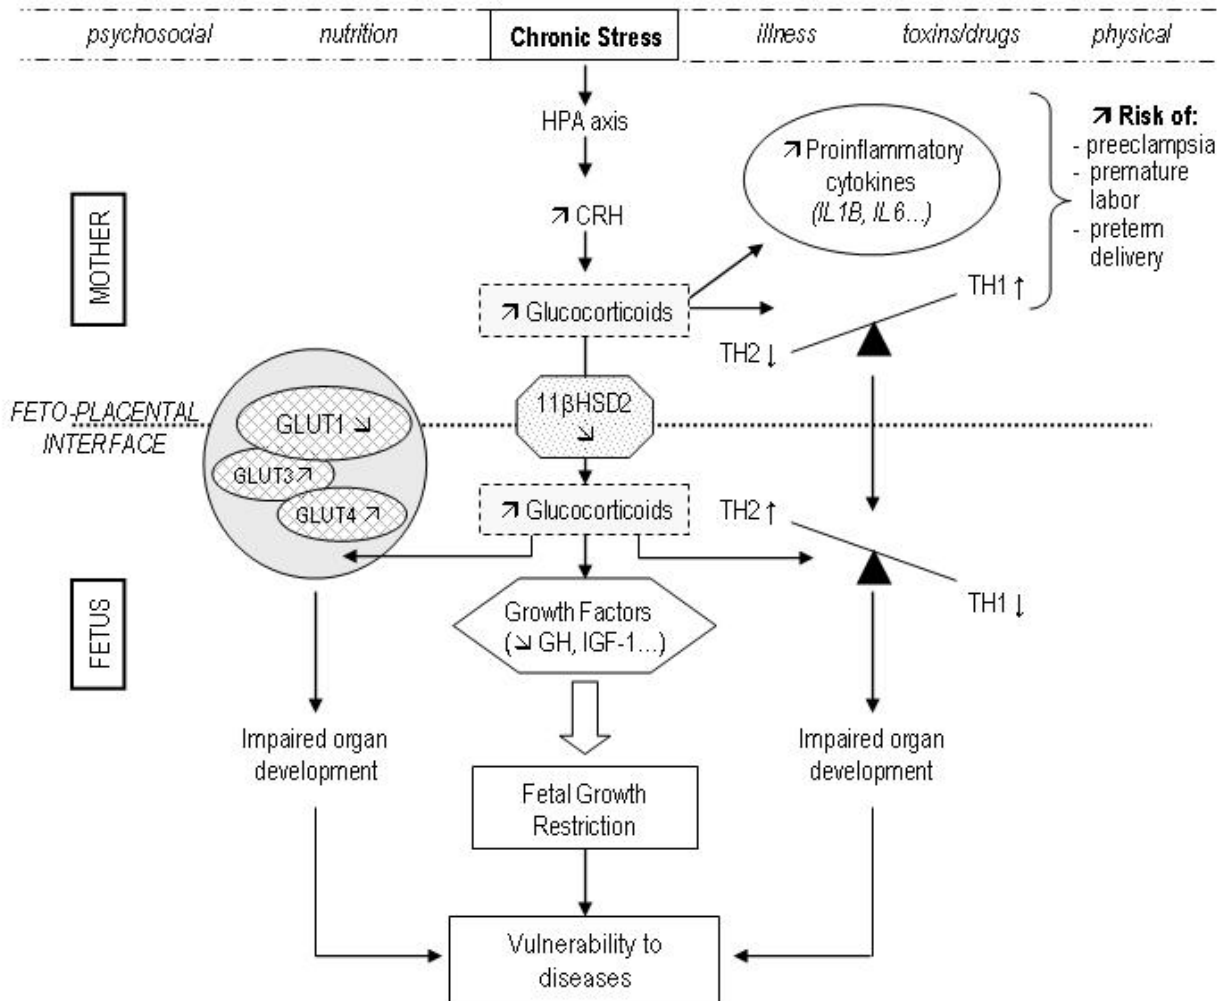 psychosocial nutrition Chronic Stress illness toxins/drugs physical
HPA axis
↗ CRH
↗ Glucocorticoids
↗ Proinflammatory
cytokines
(IL1B, IL6…)
↗ Risk of:
- preeclampsia
- premature
labor
- preterm
delivery
TH1 ↑
TH2 ↓
MOTHER
FETO-PLACENTAL
INTERFACE
GLUT1 ↘
GLUT3 ↗
GLUT4 ↗
11βHSD2
↘
↗ Glucocorticoids
TH2 ↑
TH1 ↓
FETUS
Growth Factors
(↘ GH, IGF-1…)
Impaired organ
development
Fetal Growth
Restriction
Impaired organ
development
Vulnerability to
diseases